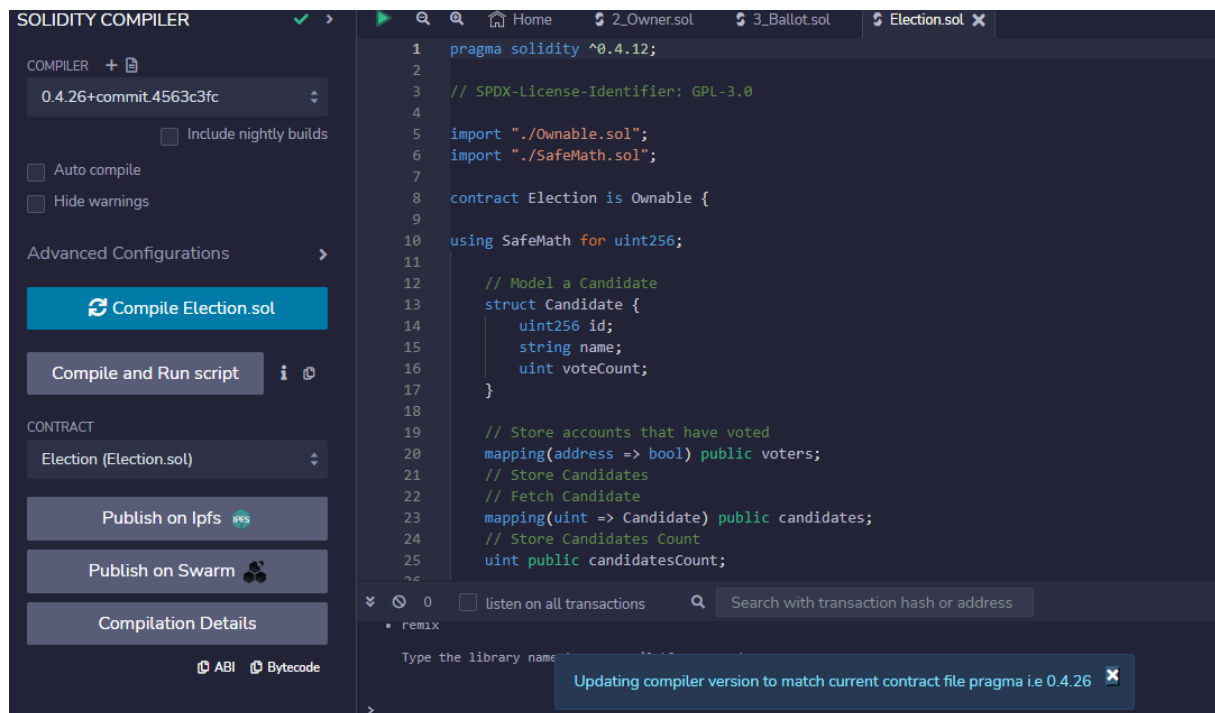 SOLIDITY COMPILER
COMPILER
0.4.26+commit.4563c3fc
Include nightly builds
Auto compile
Hide warnings
Advanced Configurations
Compile Election.sol
Compile and Run script
CONTRACT
Election (Election.sol)
Publish on Ipfs IPFS
Publish on Swarm
Compilation Details
ABI Bytecode
Home 2_Owner.sol 3_Ballot.sol Election.sol
1 pragma solidity ^0.4.12;
2
3 // SPDX-License-Identifier: GPL-3.0
4
5 import "./Ownable.sol";
6 import "./SafeMath.sol";
7
8 contract Election is Ownable {
9
10 using SafeMath for uint256;
11
12 // Model a Candidate
13 struct Candidate {
14 uint256 id;
15 string name;
16 uint voteCount;
17 }
18
19 // Store accounts that have voted
20 mapping(address => bool) public voters;
21 // Store Candidates
22 // Fetch Candidate
23 mapping(uint => Candidate) public candidates;
24 // Store Candidates Count
25 uint public candidatesCount;
26
0 listen on all transactions Search with transaction hash or address
• remix
Type the library name
Updating compiler version to match current contract file pragma i.e 0.4.26
>